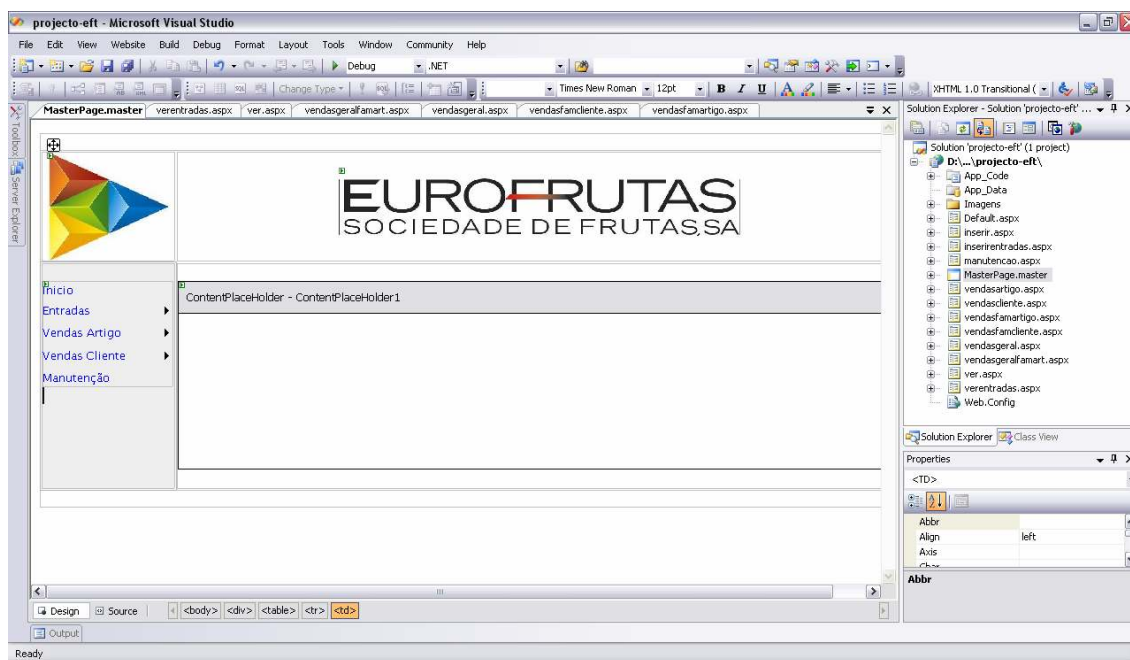 projecto-eft - Microsoft Visual Studio
File Edit View Website Build Debug Format Layout Tools Window Community Help
Debug .NET
Change Type Times New Roman 12pt B I U A XHTML 1.0 Transitional (
MasterPage.master verentradas.aspx ver.aspx vendasgeralfamart.aspx vendasgeral.aspx vendasfamcliente.aspx vendasfamartigo.aspx
Toolbox
Server Explorer
EUROFRUTAS
SOCIEDADE DE FRUTAS,SA
Inicio
Entradas
Vendas Artigo
Vendas Cliente
Manutenção
ContentPlaceHolder - ContentPlaceHolder1
Design Source <body> <div> <table> <tr> <td>
Output
Ready
Solution Explorer - Solution 'projecto-eft' ...
Solution 'projecto-eft' (1 project)
D:\...\projecto-eft\
App_Code
App_Data
Imagens
Default.aspx
inserir.aspx
inserirentradas.aspx
manutencao.aspx
MasterPage.master
vendasartigo.aspx
vendascliente.aspx
vendasfamartigo.aspx
vendasfamcliente.aspx
vendasgeral.aspx
vendasgeralfamart.aspx
ver.aspx
verentradas.aspx
Web.Config
Solution Explorer Class View
Properties
<TD>
Abbr
Align left
Axis
Char
Abbr